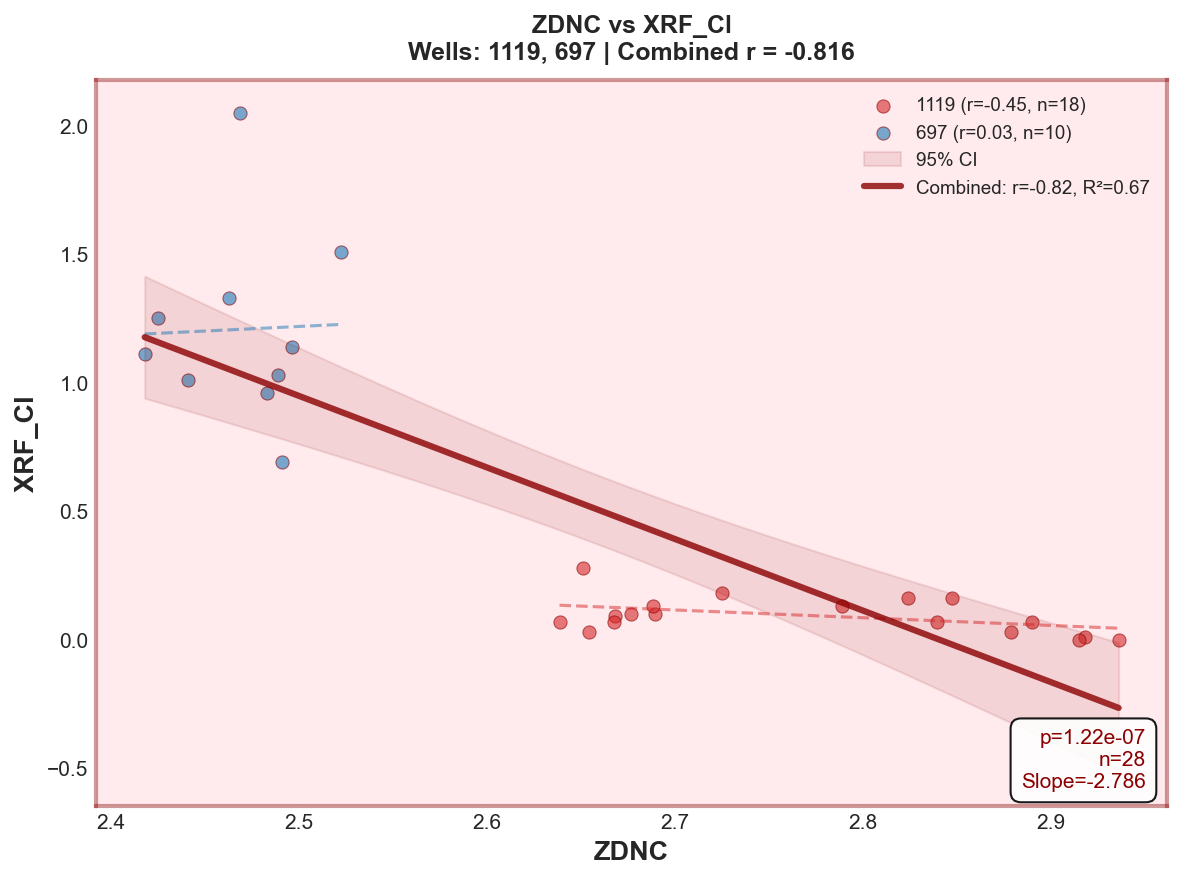 ZDNC vs XRF_Cl
Wells: 1119, 697 | Combined r = -0.816
1119 (r=-0.45, n=18)
697 (r=0.03, n=10)
95% CI
Combined: r=-0.82, R²=0.67
2.0
1.5
1.0
0.5
0.0
−0.5
XRF_Cl
p=1.22e-07
n=28
Slope=-2.786
2.4 2.5 2.6 2.7 2.8 2.9
ZDNC